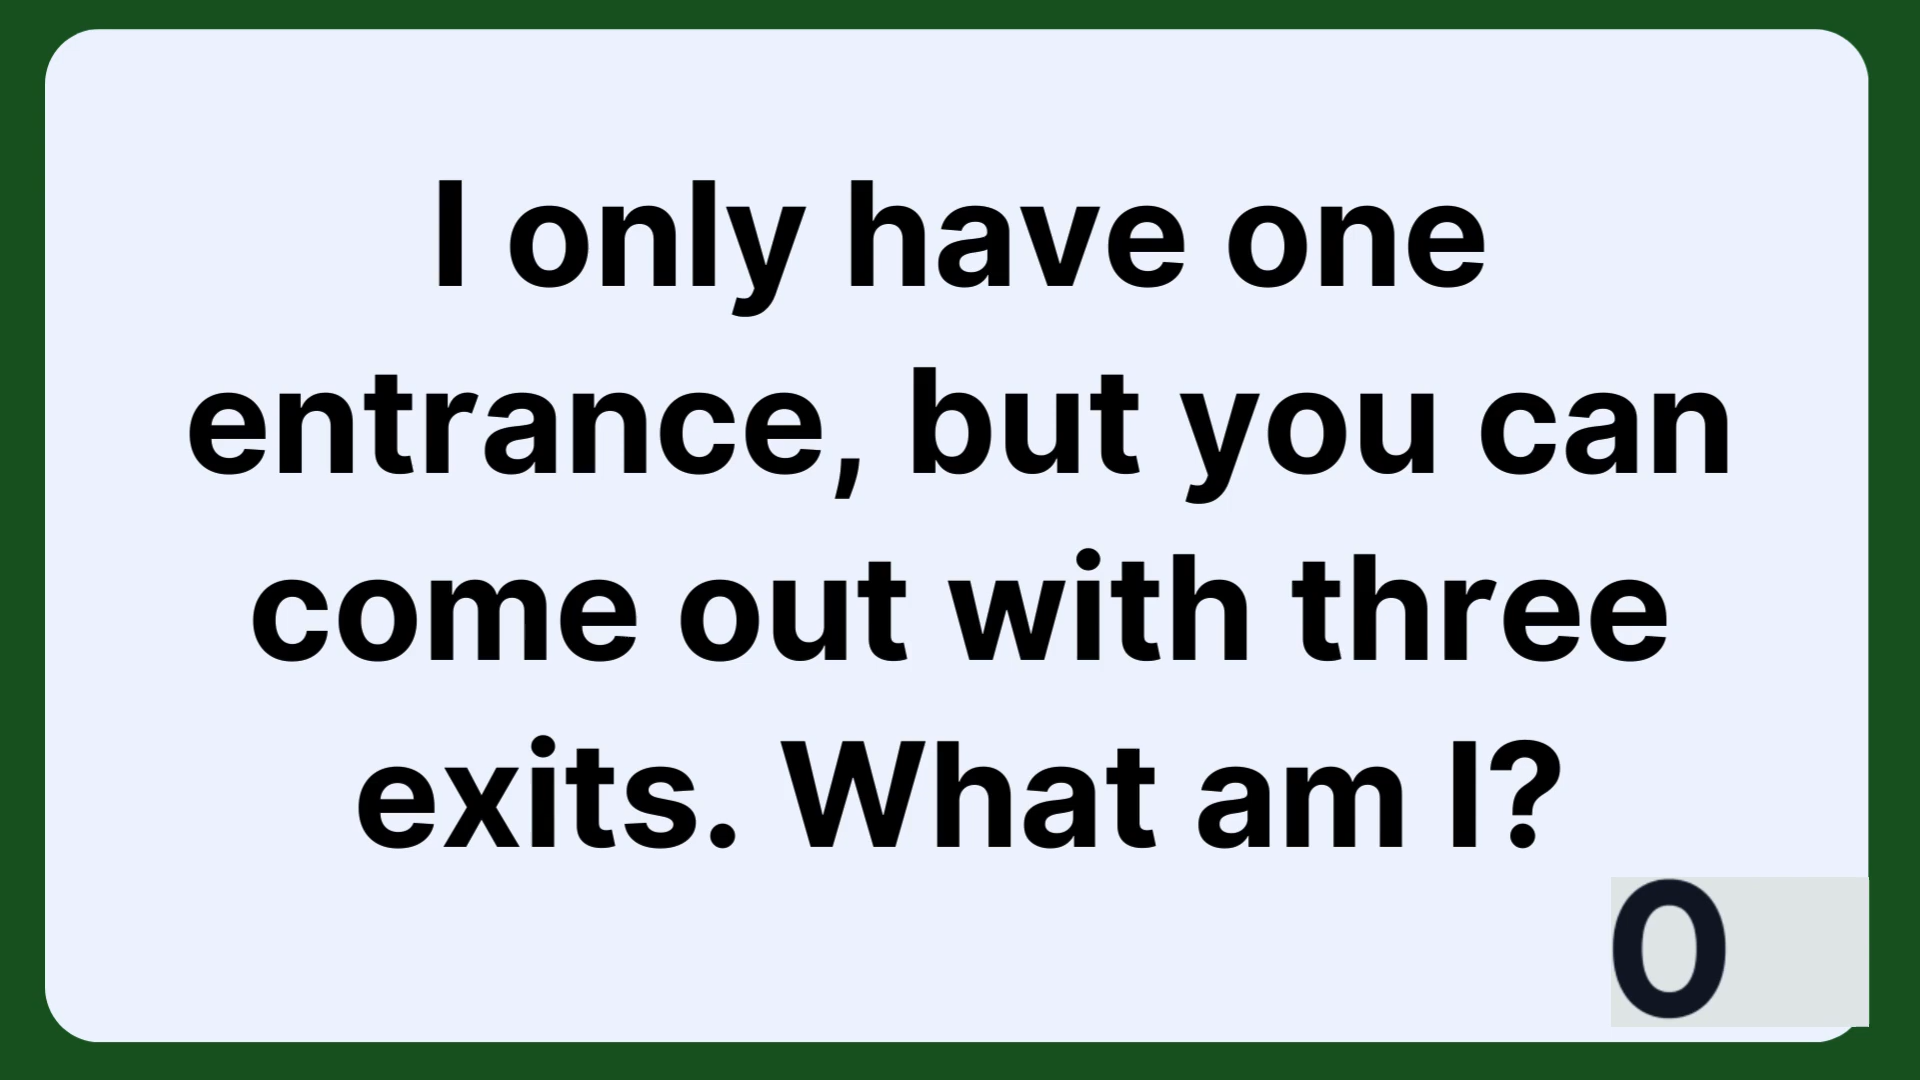 I only have one
entrance, but you can
come out with three
exits. What am I?
0